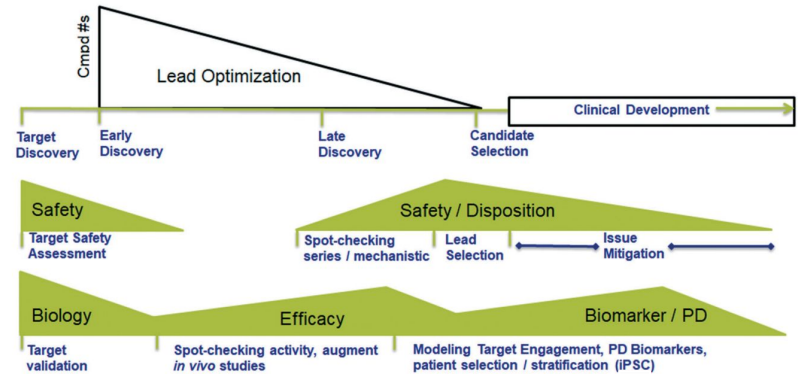 Cmpd #s
Lead Optimization
Clinical Development
Target
Discovery
Early
Discovery
Late
Discovery
Candidate
Selection
Safety
Safety / Disposition
Target Safety
Assessment
Spot-checking
series / mechanistic
Lead
Selection
Issue
Mitigation
Biology
Efficacy
Biomarker / PD
Target
validation
Spot-checking activity, augment
in vivo studies
Modeling Target Engagement, PD Biomarkers,
patient selection / stratification (iPSC)